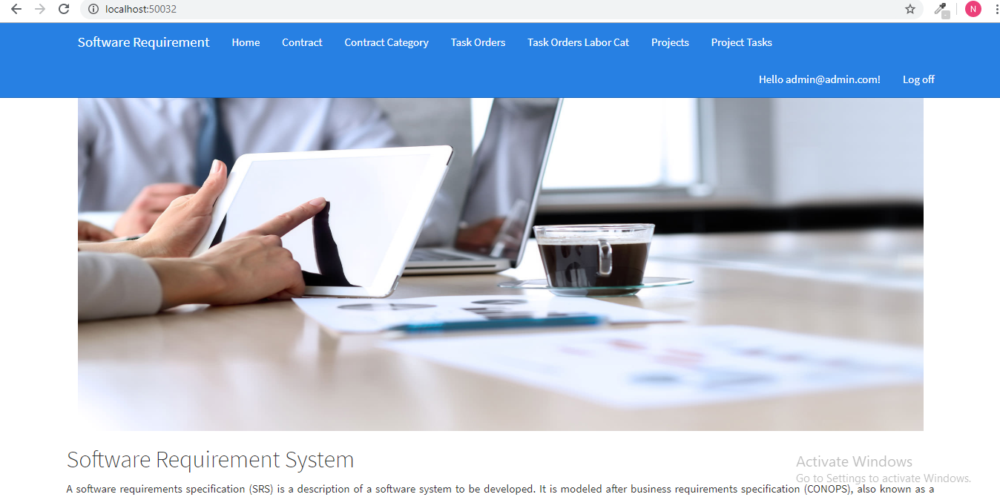 localhost:50032
N
Software Requirement Home Contract Contract Category Task Orders Task Orders Labor Cat Projects Project Tasks
Hello admin@admin.com! Log off
Software Requirement System
Activate Windows
Go to Settings to activate Windows.
A software requirements specification (SRS) is a description of a software system to be developed. It is modeled after business requirements specification (CONOPS), also known as a